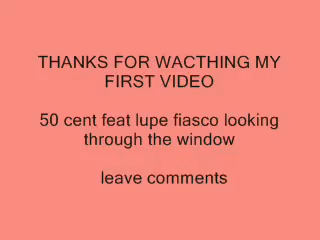 THANKS FOR WACTHING MY
FIRST VIDEO
50 cent feat lupe fiasco looking
through the window
leave comments